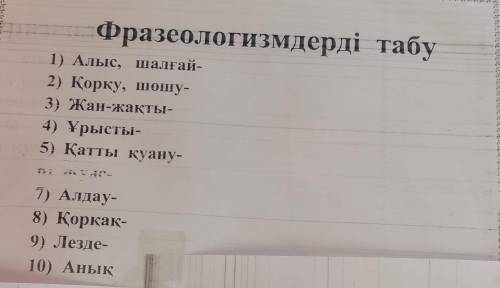 Фразеологизмдерді табу
1) Алыс, шалғай-
2) Қорқу, шошу-
3) Жан-жақты-
4) Ұрысты-
5) Қатты қуану-
7) Алдау-
8) Қорқақ-
9) Лезде-
10) Анық